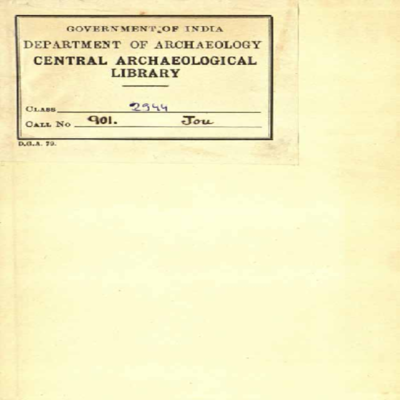 GOVERNMENT OF INDIA
DEPARTMENT OF ARCHAEOLOGY
CENTRAL ARCHAEOLOGICAL
LIBRARY
CLASS 2944
CALL No 901. Jou
D.G.A. 79.